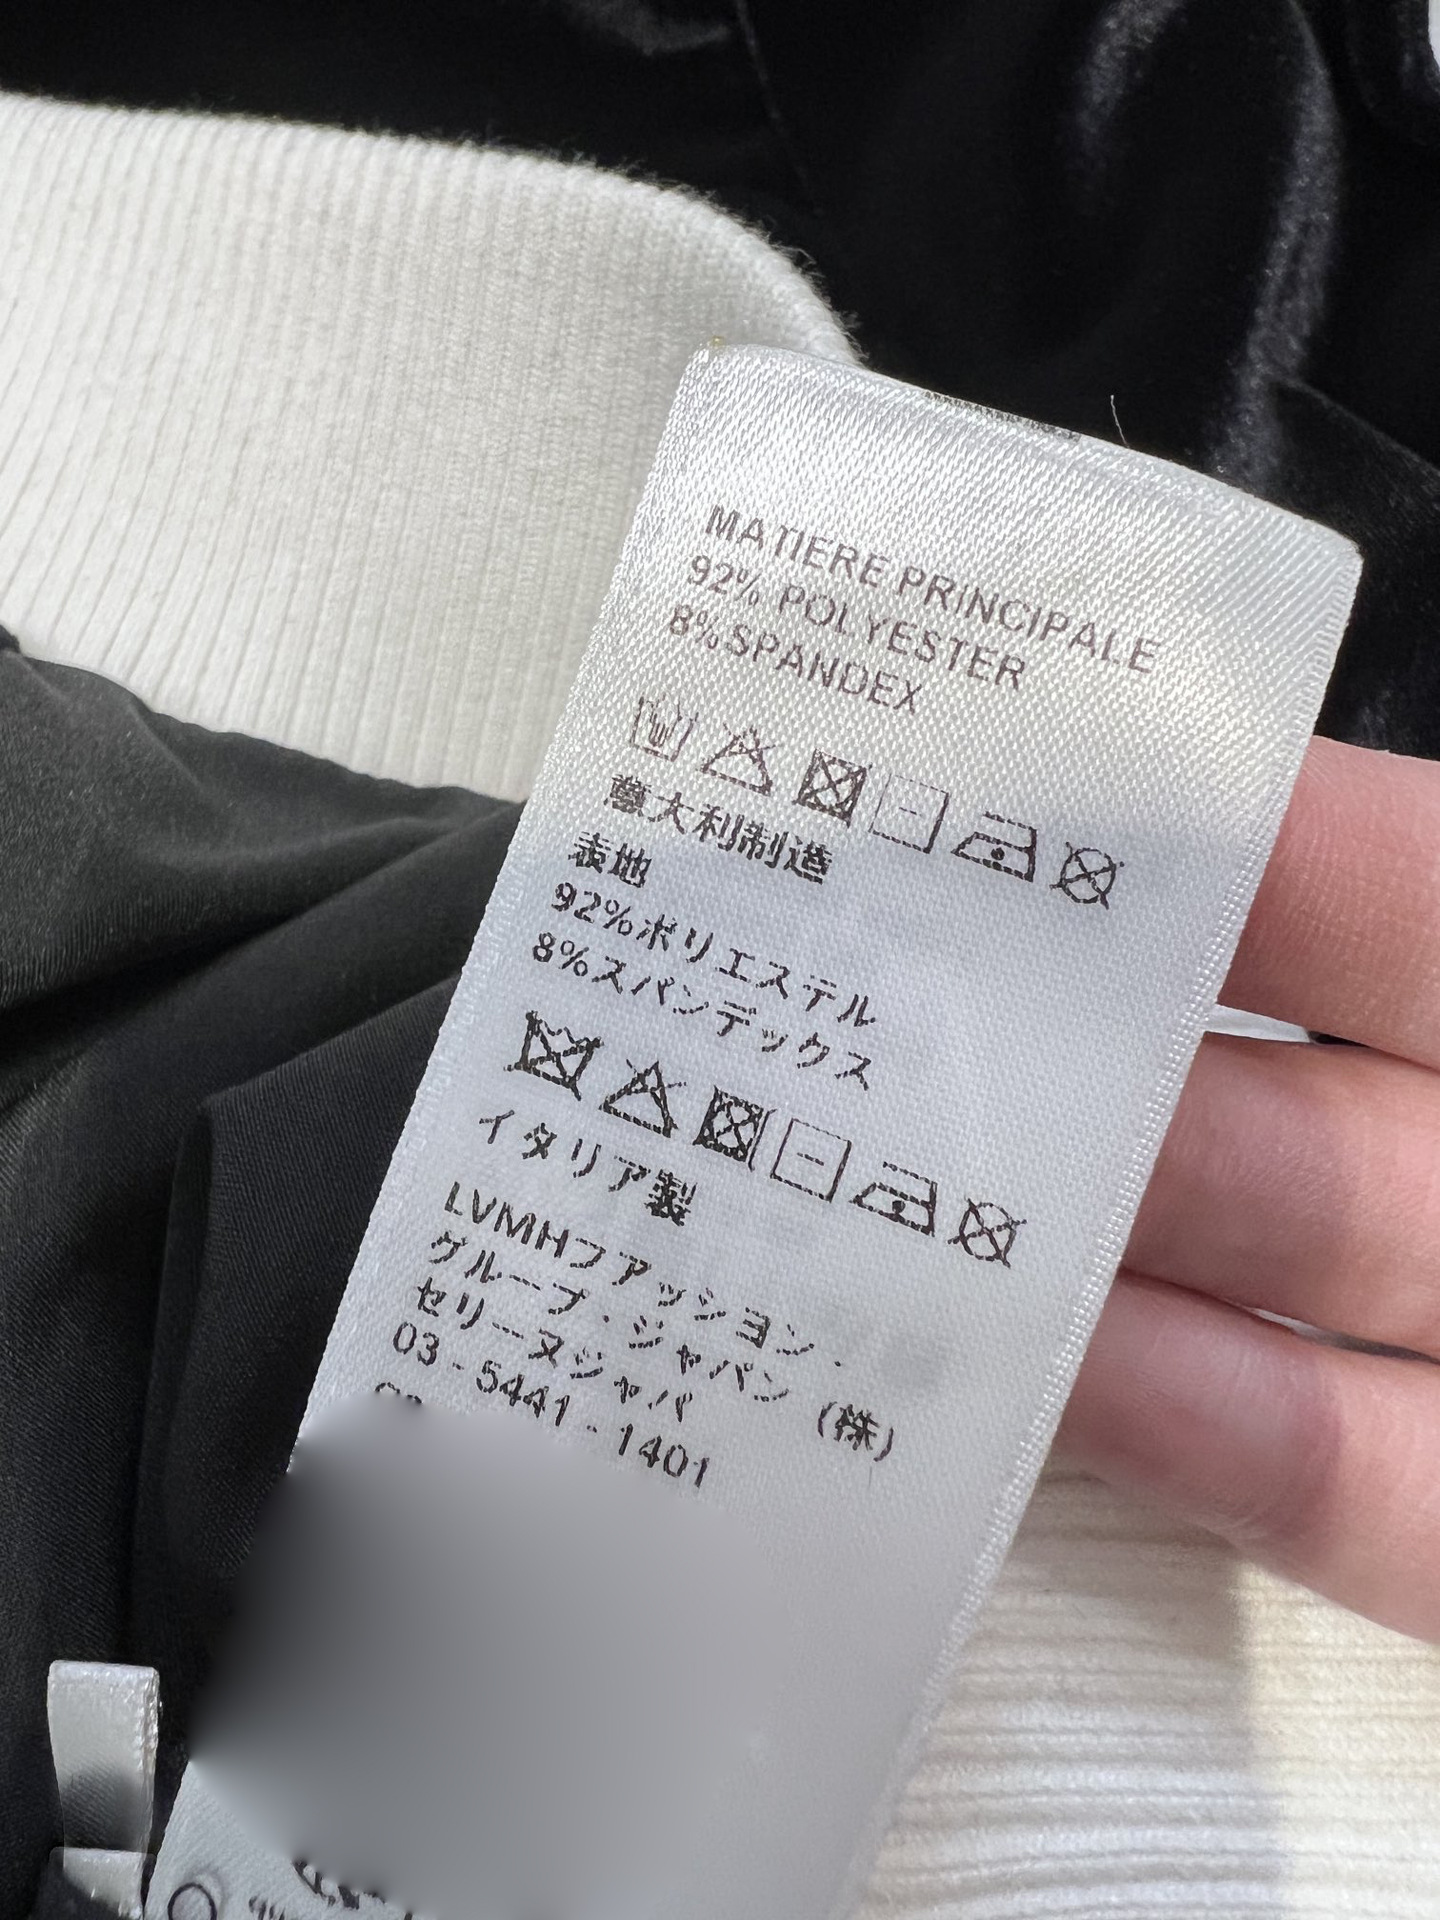 MATIERE PRINCIPALE
92% POLYESTER
8%SPANDEX
意大利制造
表地
92%ポリエステル
8%スパンデックス
イタリア製
LVMHファッション・
グループ・ジャパン (株)
セリーヌジャパ
03-5441-1401